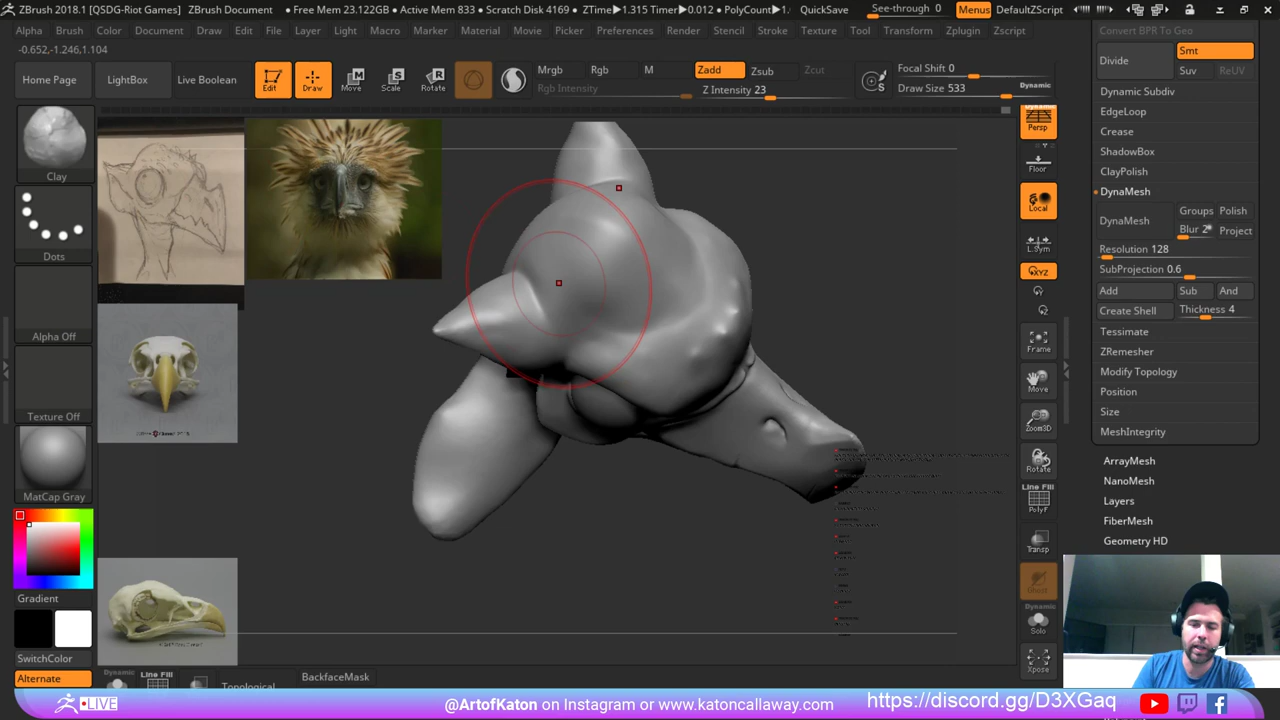 ZBrush 2018.1 [QSDG-Riot Games] ZBrush Document • Free Mem 23.122GB • Active Mem 833 • Scratch Disk 4169 • ZTime▶1.315 Timer▶0.012 • PolyCount▶1. QuickSave See-through 0 Menus DefaultZScript
Alpha Brush Color Document Draw Edit File Layer Light Macro Marker Material Movie Picker Preferences Render Stencil Stroke Texture Tool Transform Zplugin Zscript
-0.652,-1.246,1.104
Home Page LightBox Live Boolean Edit Draw Move Scale Rotate
Mrgb Rgb M Zadd Zsub Zcut
Rgb Intensity Z Intensity 23
Focal Shift 0
Draw Size 533 Dynamic
Clay
Dots
Alpha Off
Texture Off
MatCap Gray
Gradient
SwitchColor
Alternate
Dynamic
Line Fill
Topological
BackfaceMask
Dynamic
Persp
Floor
Local
L.Sym
XYZ
Frame
Move
Zoom3D
Rotate
Line Fill
PolyF
Transp
Ghost
Dynamic
Solo
Xpose
Convert BPR To Geo
Divide Smt
Suv ReUV
Dynamic Subdiv
EdgeLoop
Crease
ShadowBox
ClayPolish
DynaMesh
DynaMesh Groups Polish
Blur 2 Project
Resolution 128
SubProjection 0.6
Add Sub And
Create Shell Thickness 4
Tessimate
ZRemesher
Modify Topology
Position
Size
MeshIntegrity
ArrayMesh
NanoMesh
Layers
FiberMesh
Geometry HD
LIVE
@ArtofKaton on Instagram or www.katoncallaway.com
https://discord.gg/D3XGaq